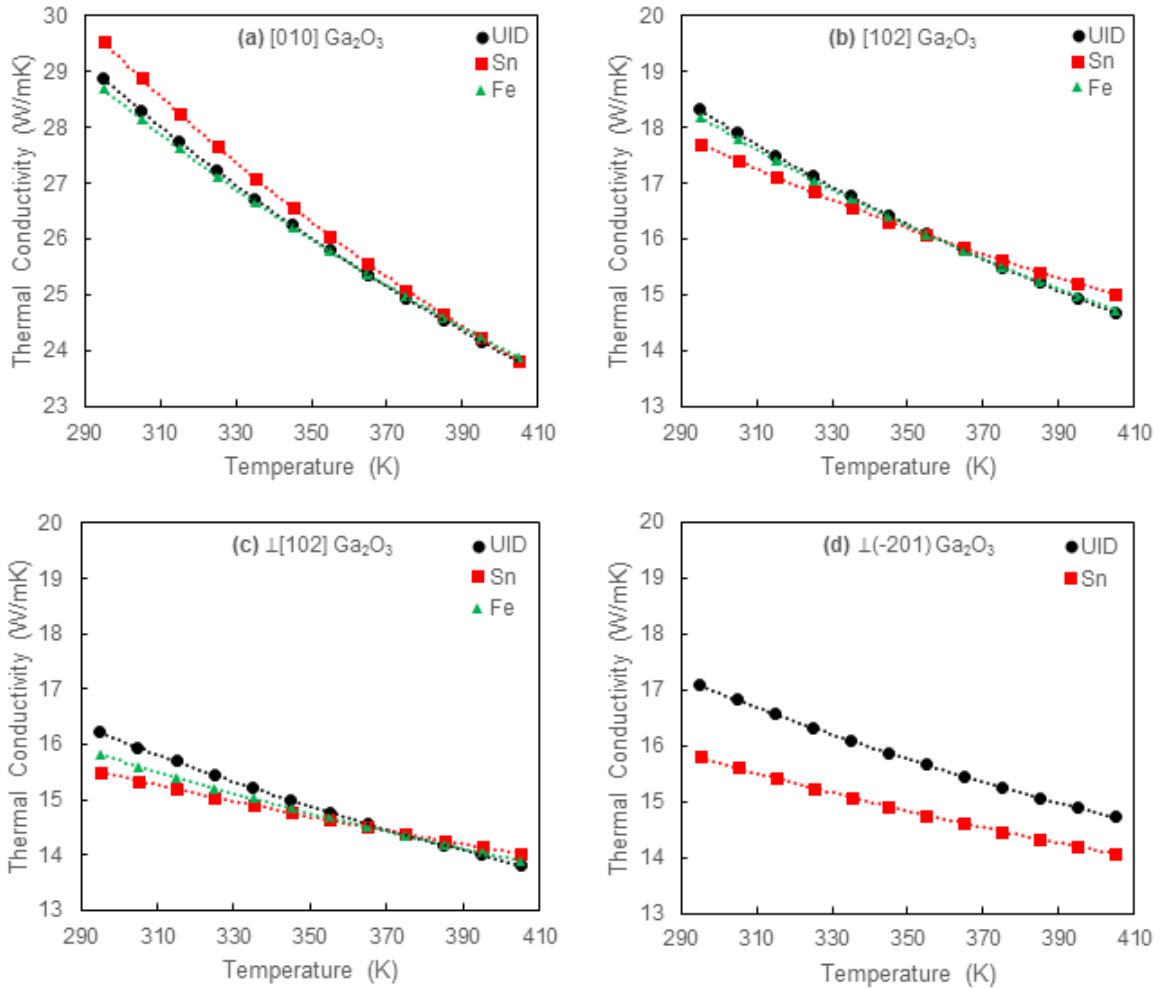 (a) [010] Ga₂O₃
UID
Sn
Fe
Thermal Conductivity (W/mK)
30
29
28
27
26
25
24
23
290 310 330 350 370 390 410
Temperature (K)
(b) [102] Ga₂O₃
UID
Sn
Fe
Thermal Conductivity (W/mK)
20
19
18
17
16
15
14
13
290 310 330 350 370 390 410
Temperature (K)
(c) ⊥[102] Ga₂O₃
UID
Sn
Fe
Thermal Conductivity (W/mK)
20
19
18
17
16
15
14
13
290 310 330 350 370 390 410
Temperature (K)
(d) ⊥(-201) Ga₂O₃
UID
Sn
Thermal Conductivity (W/mK)
20
19
18
17
16
15
14
13
290 310 330 350 370 390 410
Temperature (K)